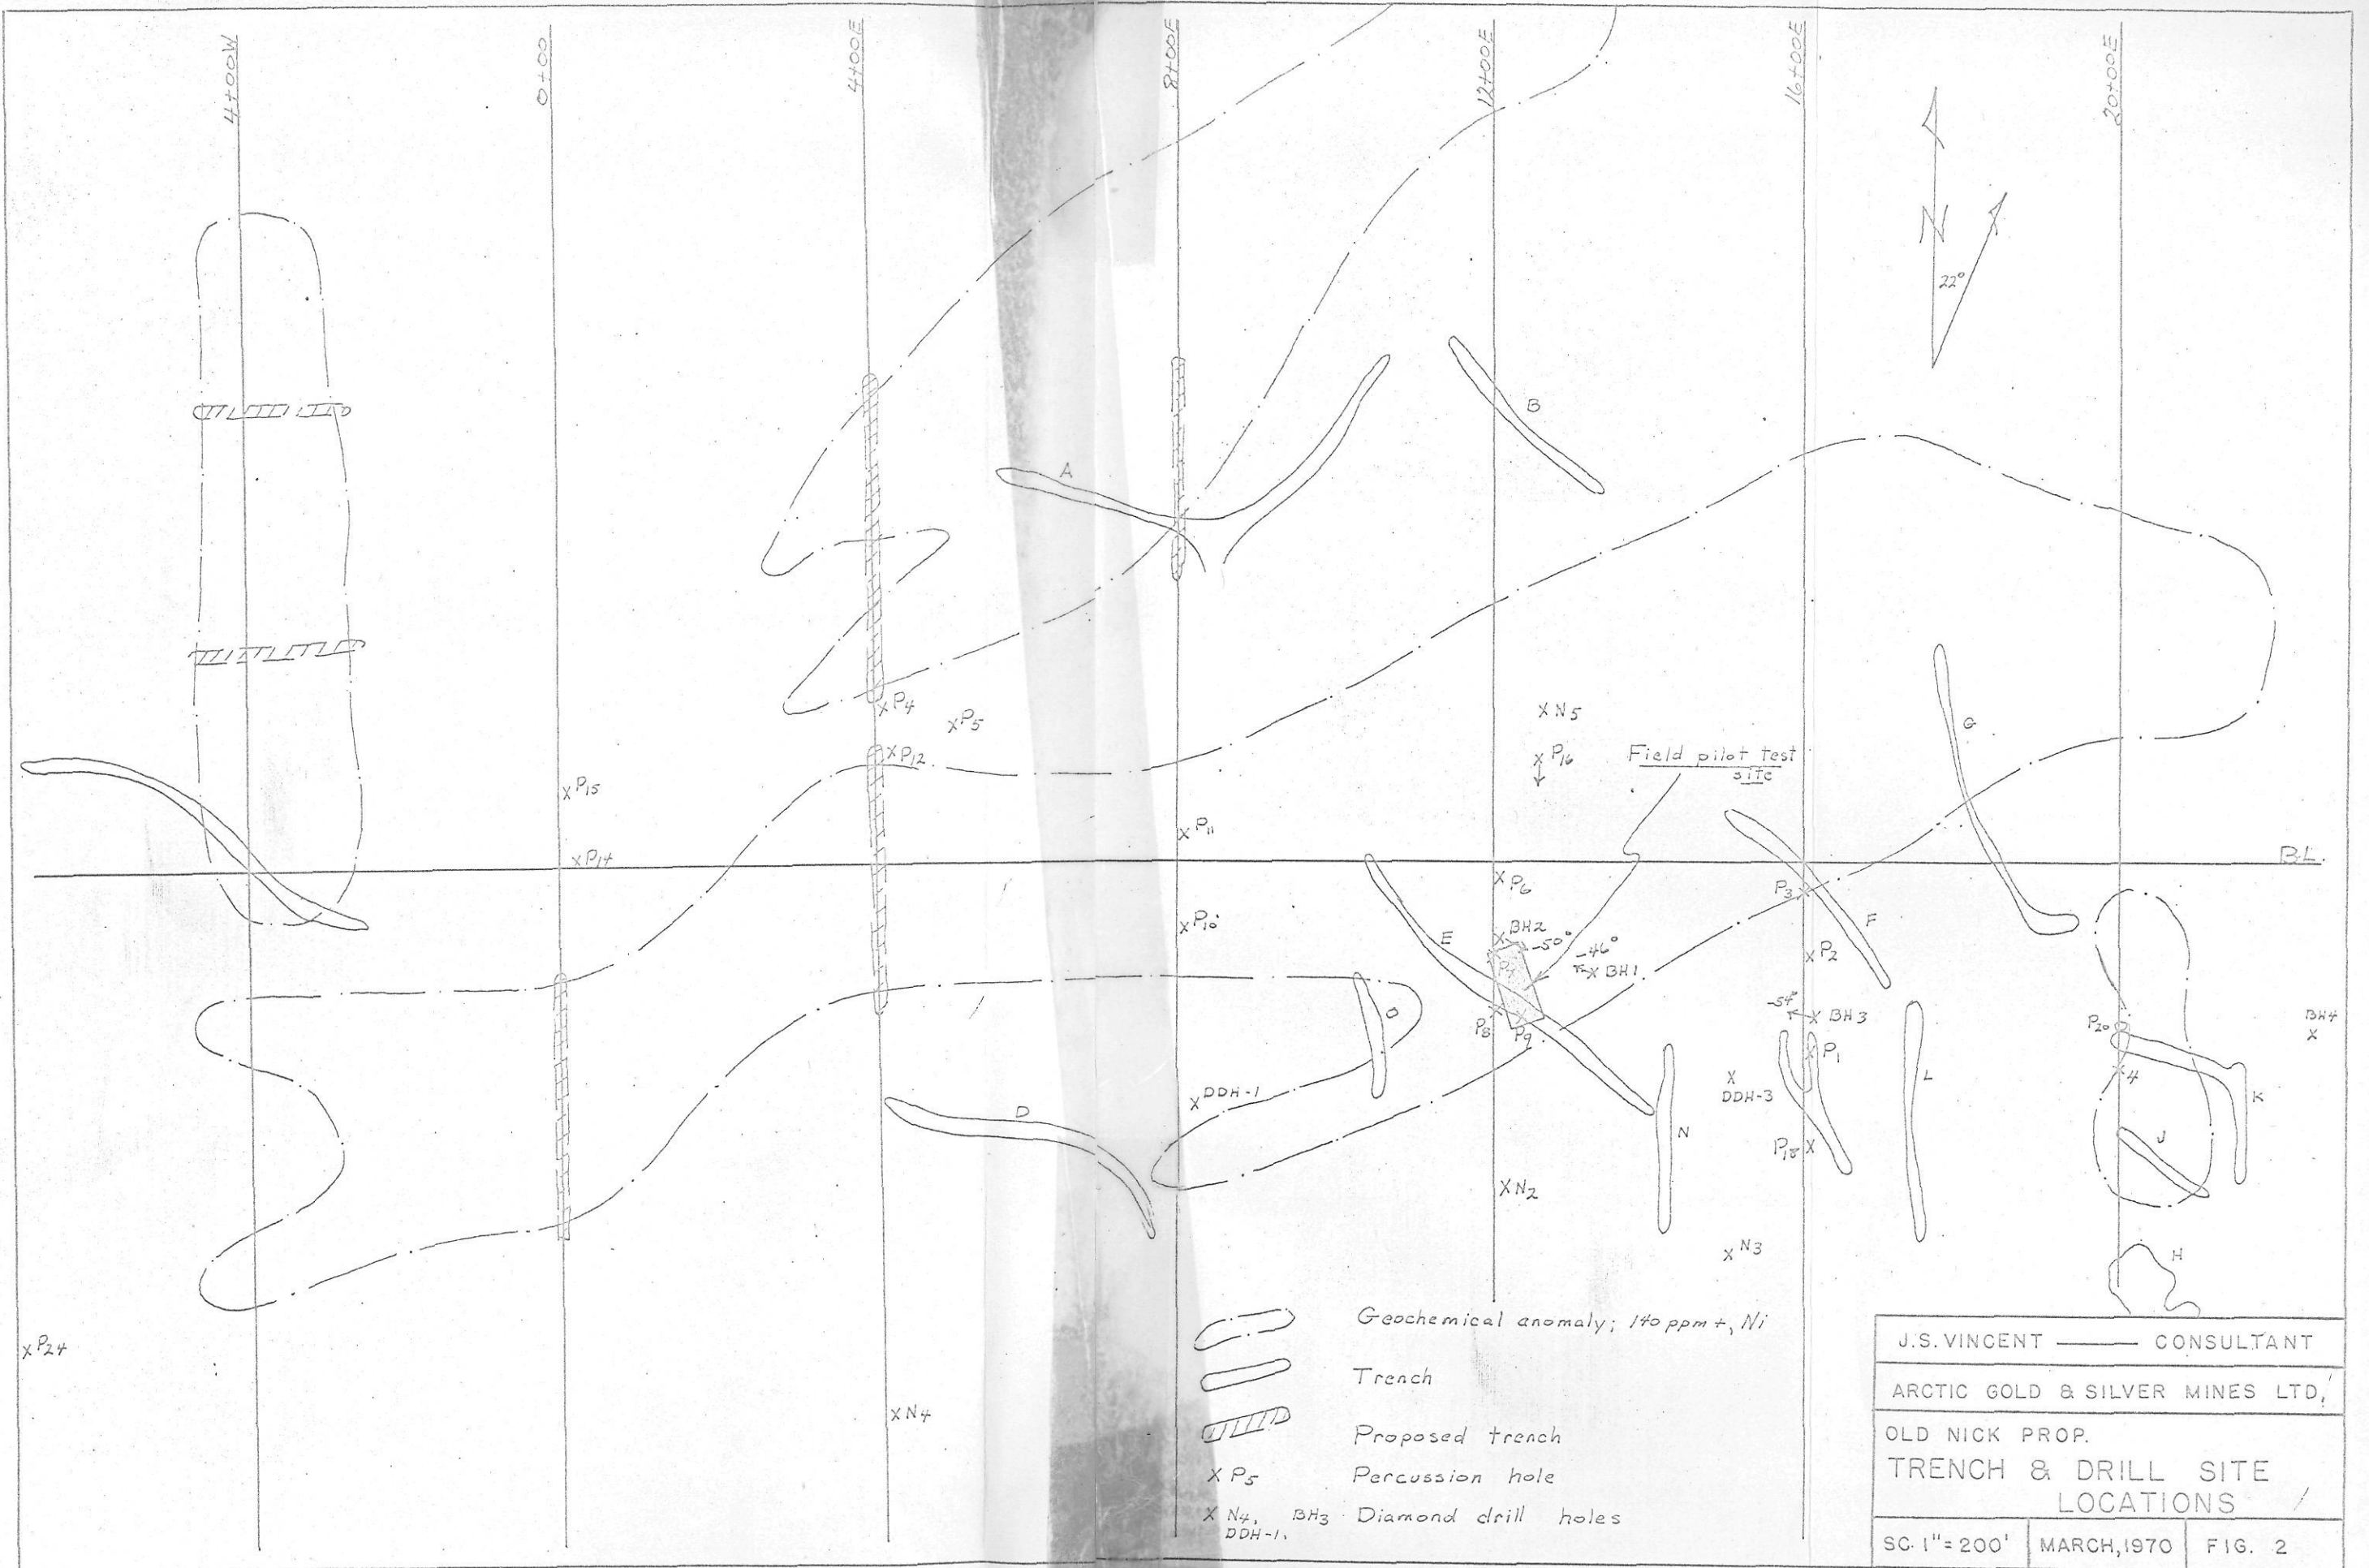 4+00W
0+00
4+00E
8+00E
12+00E
16+00E
20+00E
N
22°
A
B
P4
P5
P12
P15
P14
P11
P10
N5
P16
Field pilot test
site
G
B.L.
P6
P3
F
E
BH2
-50°
-46°
BH1
P2
P8
P9
-54°
BH3
P1
P20
BH4
4
L
K
DDH-1
DDH-3
D
N
J
N2
N3
H
P24
N4
Geochemical anomaly; 140 ppm +, Ni
Trench
Proposed trench
X P5 Percussion hole
X N4, BH3 Diamond drill holes
DDH-1,
J.S. VINCENT —— CONSULTANT
ARCTIC GOLD & SILVER MINES LTD.
OLD NICK PROP.
TRENCH & DRILL SITE
LOCATIONS
SC. 1"=200' MARCH, 1970 FIG. 2